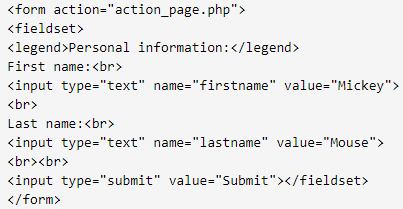 <form action="action_page.php">
<fieldset>
<legend>Personal information:</legend>
First name:<br>
<input type="text" name="firstname" value="Mickey">
<br>
Last name:<br>
<input type="text" name="lastname" value="Mouse">
<br><br>
<input type="submit" value="Submit"></fieldset>
</form>